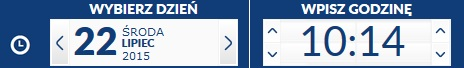 WYBIERZ DZIEŃ
22
ŚRODA
LIPIEC
2015
WPISZ GODZINĘ
10:14